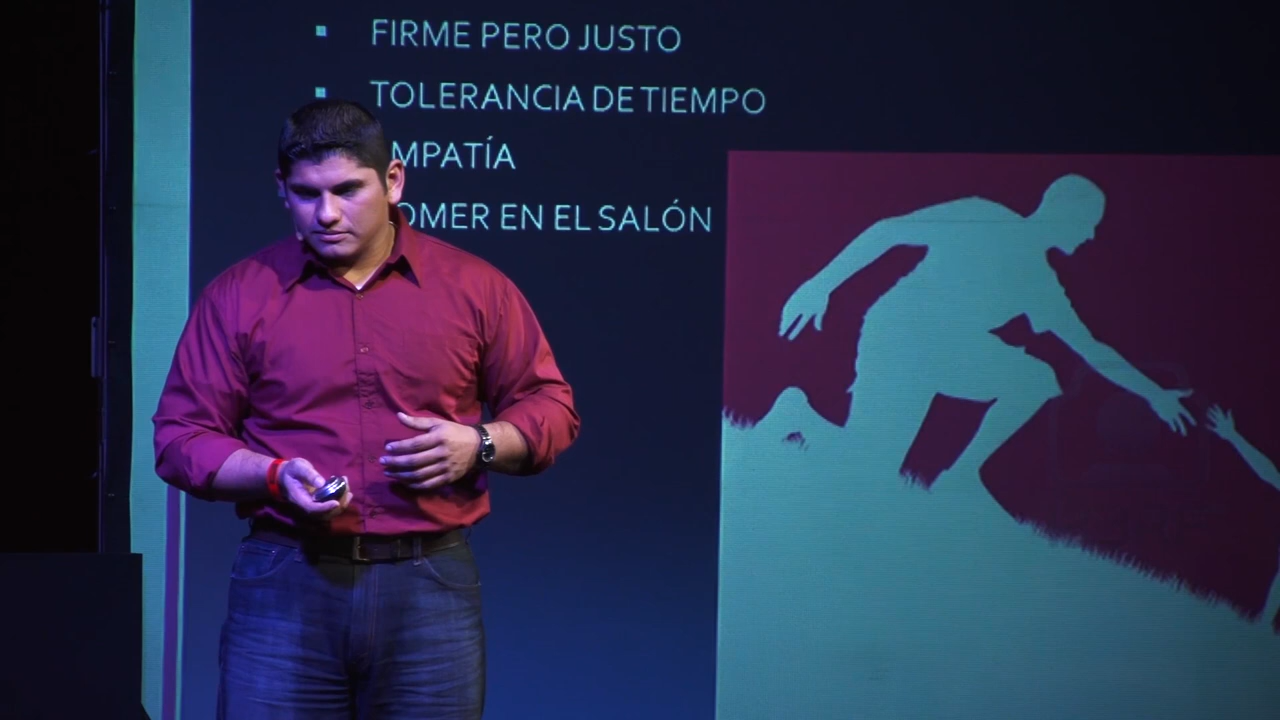 FIRME PERO JUSTO
TOLERANCIA DE TIEMPO
MPATÍA
OMER EN EL SALÓN